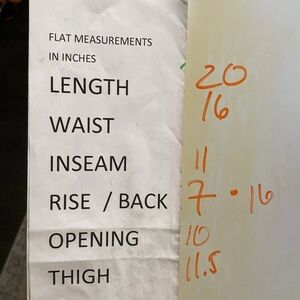 FLAT MEASUREMENTS
IN INCHES
LENGTH 20
WAIST 16
INSEAM 11
RISE / BACK 7 • 16
OPENING 10
THIGH 11.5